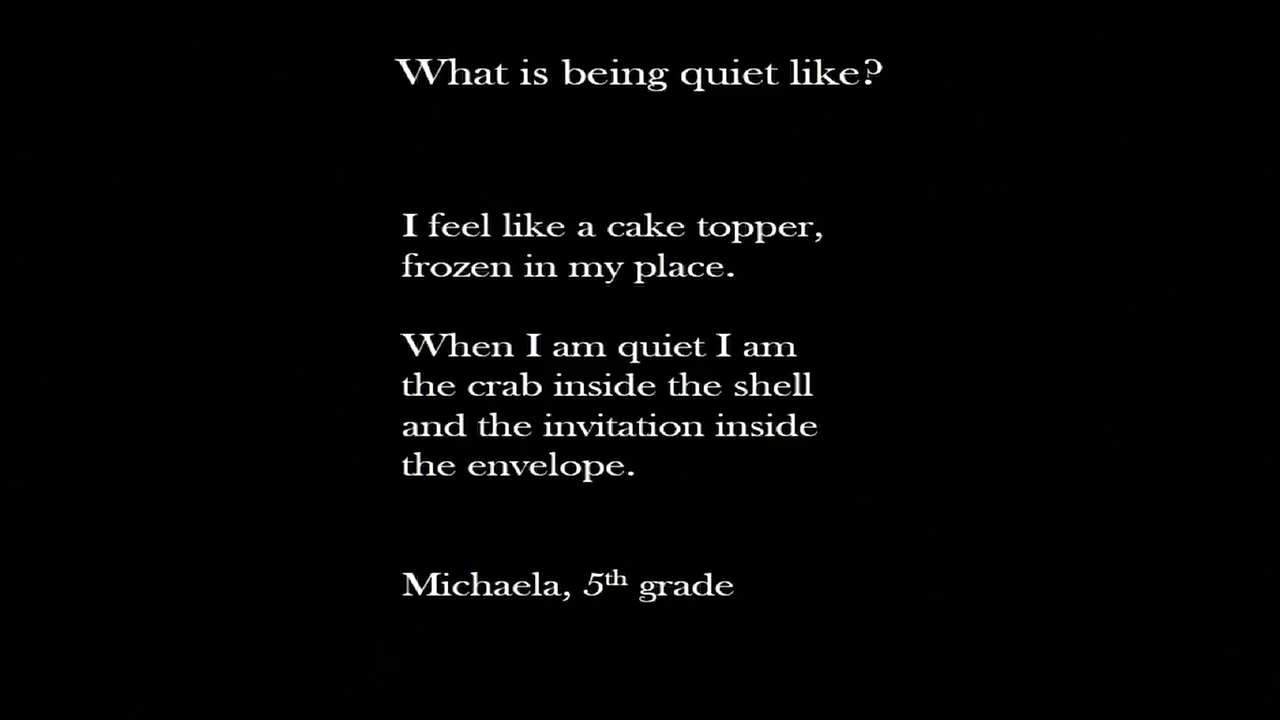 What is being quiet like?
I feel like a cake topper,
frozen in my place.
When I am quiet I am
the crab inside the shell
and the invitation inside
the envelope.
Michaela, 5th grade